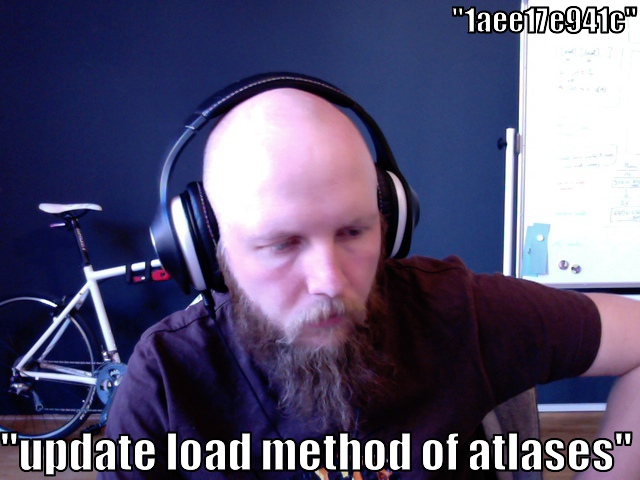 "1aee17e941c"
"update load method of atlases"